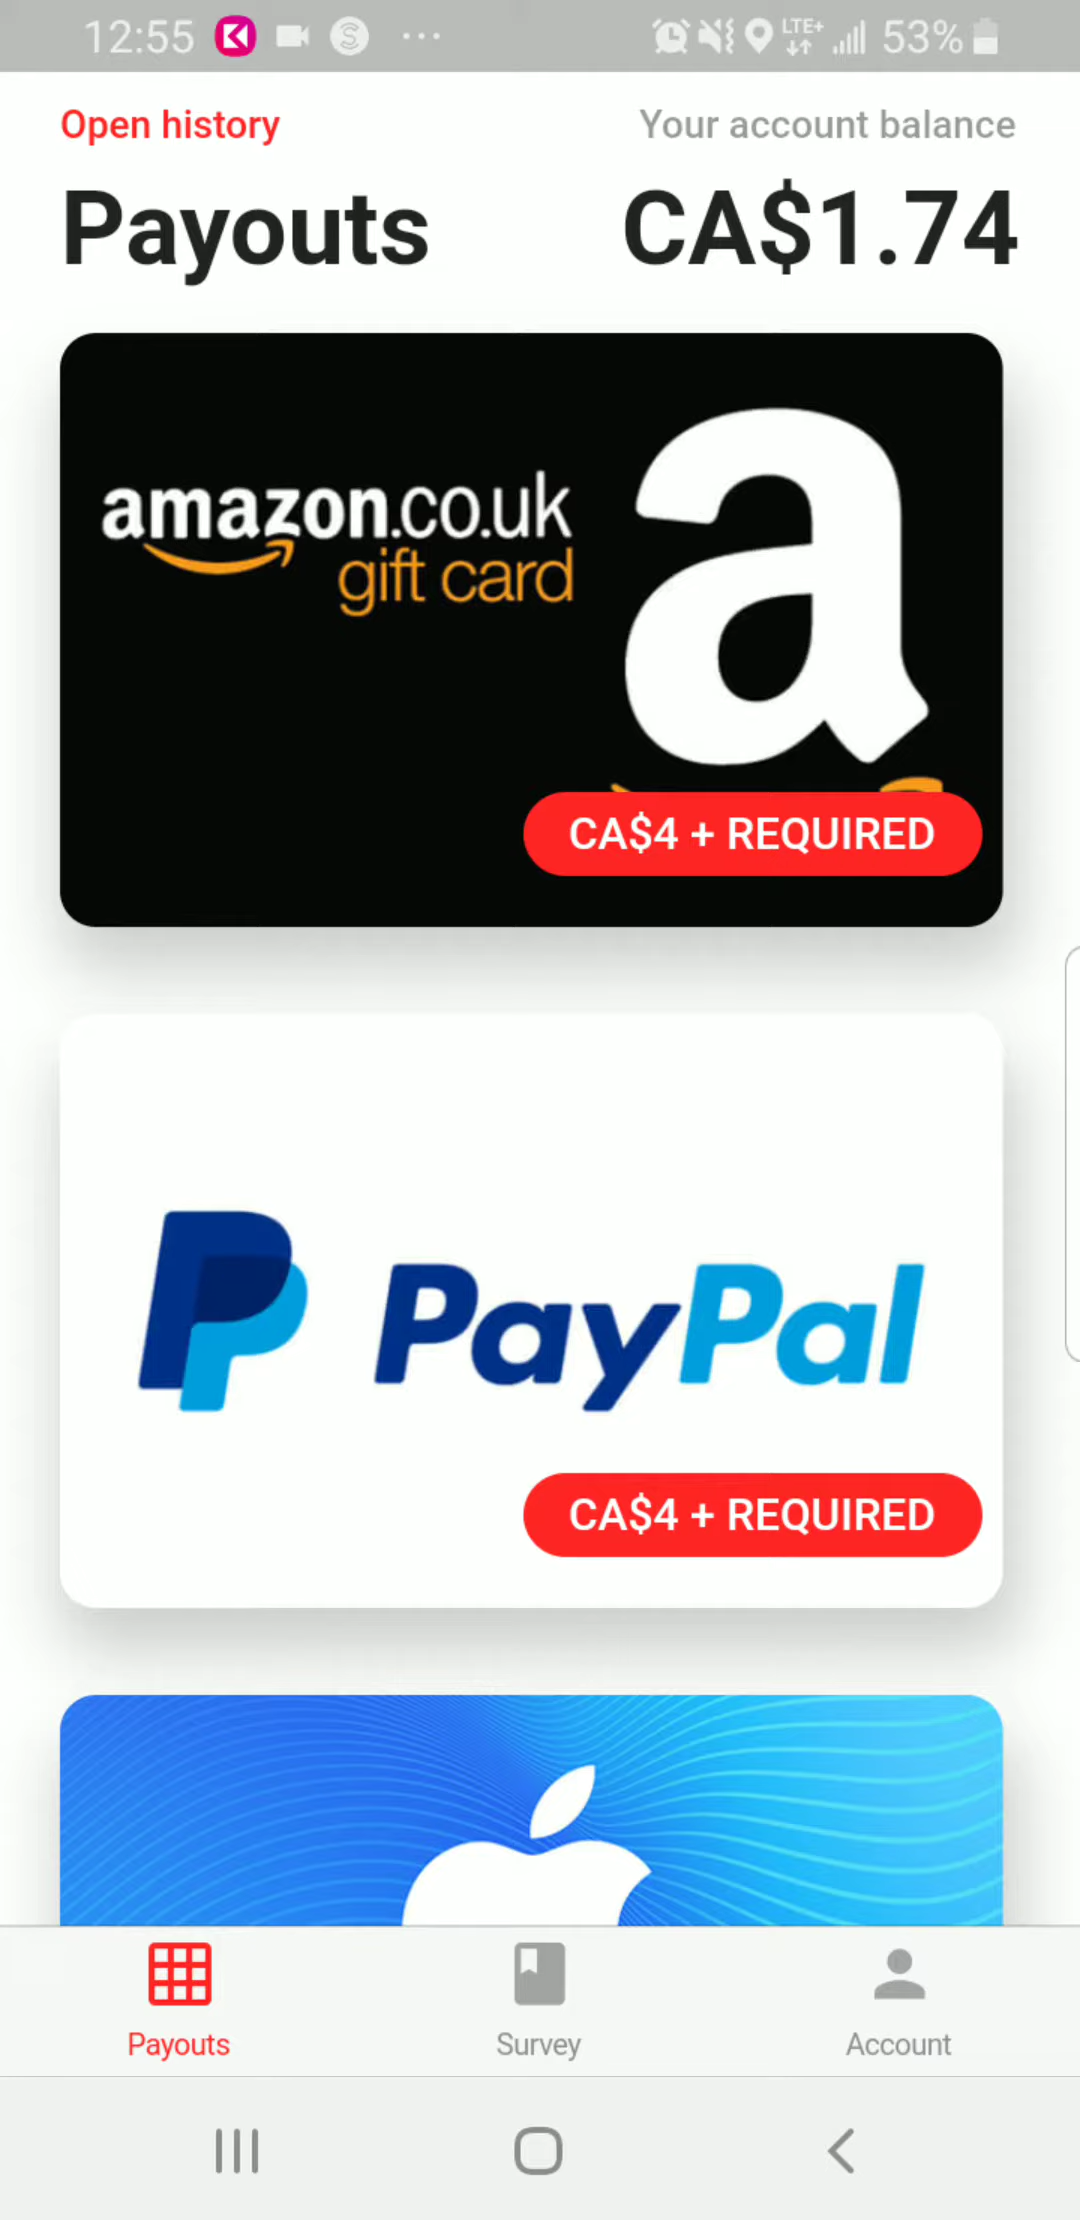 12:55
LTE+
53%
Open history
Your account balance
Payouts
CA$1.74
amazon.co.uk
gift card
a
CA$4 + REQUIRED
PayPal
CA$4 + REQUIRED
Payouts
Survey
Account